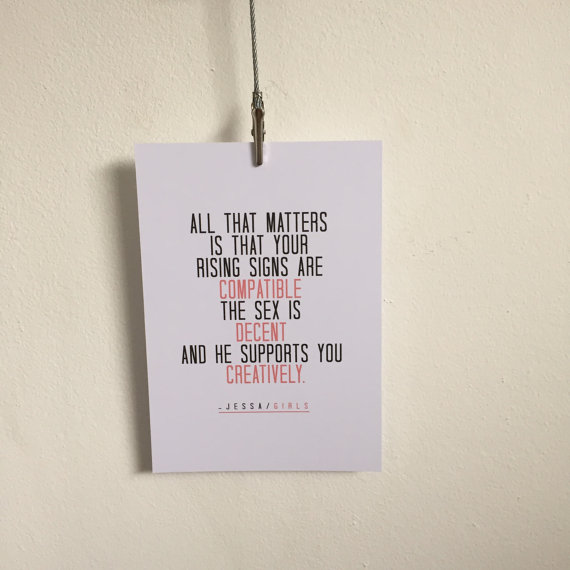 ALL THAT MATTERS
IS THAT YOUR
RISING SIGNS ARE
COMPATIBLE
THE SEX IS
DECENT
AND HE SUPPORTS YOU
CREATIVELY.
-JESSA/GIRLS